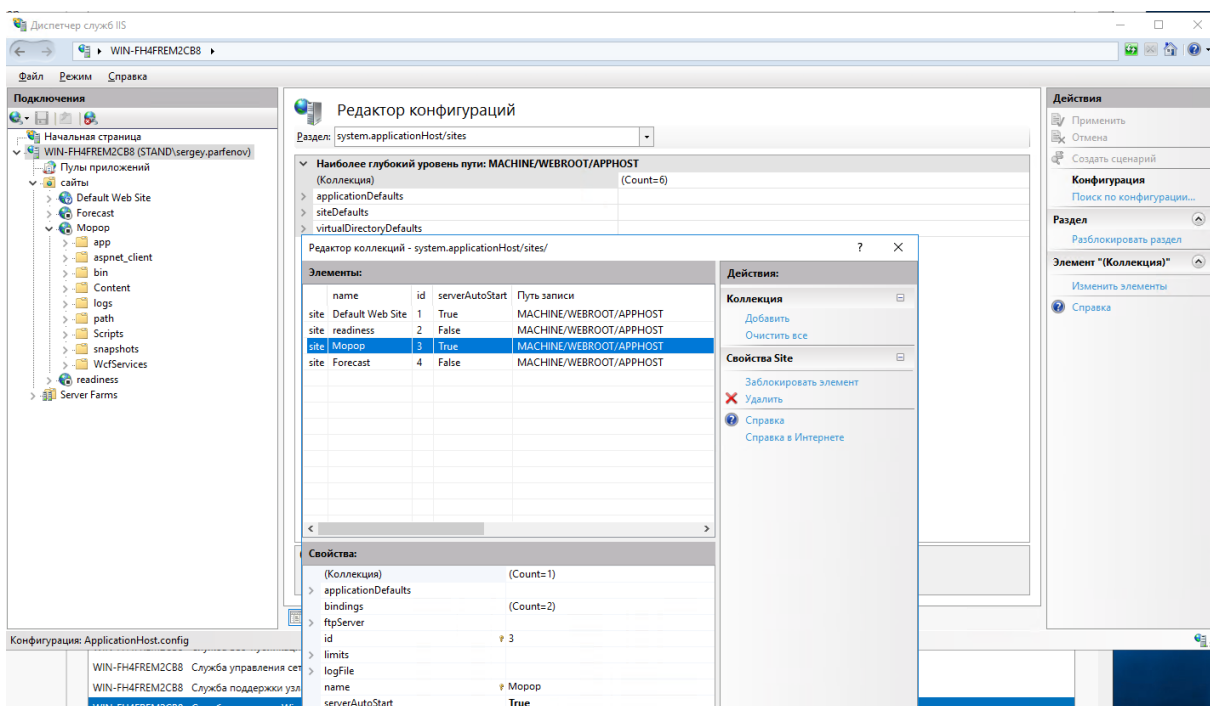 Диспетчер служб IIS
WIN-FH4FREM2CB8
Файл Режим Справка
Подключения
Начальная страница
WIN-FH4FREM2CB8 (STAND\sergey.parfenov)
Пулы приложений
сайты
Default Web Site
Forecast
Mopop
app
aspnet_client
bin
Content
logs
path
Scripts
snapshots
WcfServices
readiness
Server Farms
Редактор конфигураций
Раздел: system.applicationHost/sites
Наиболее глубокий уровень пути: MACHINE/WEBROOT/APPHOST
(Коллекция) (Count=6)
applicationDefaults
siteDefaults
virtualDirectoryDefaults
Редактор коллекций - system.applicationHost/sites/ ?
Элементы:
name id serverAutoStart Путь записи
site Default Web Site 1 True MACHINE/WEBROOT/APPHOST
site readiness 2 False MACHINE/WEBROOT/APPHOST
site Mopop 3 True MACHINE/WEBROOT/APPHOST
site Forecast 4 False MACHINE/WEBROOT/APPHOST
Свойства:
(Коллекция) (Count=1)
applicationDefaults
bindings (Count=2)
ftpServer
id 3
limits
logFile
name Mopop
serverAutoStart True
Действия:
Коллекция
Добавить
Очистить все
Свойства Site
Заблокировать элемент
Удалить
Справка
Справка в Интернете
Действия
Применить
Отмена
Создать сценарий
Конфигурация
Поиск по конфигурации...
Раздел
Разблокировать раздел
Элемент "(Коллекция)"
Изменить элементы
Справка
Конфигурация: ApplicationHost.config
WIN-FH4FREM2CB8 Служба управления сет
WIN-FH4FREM2CB8 Служба поддержки узл